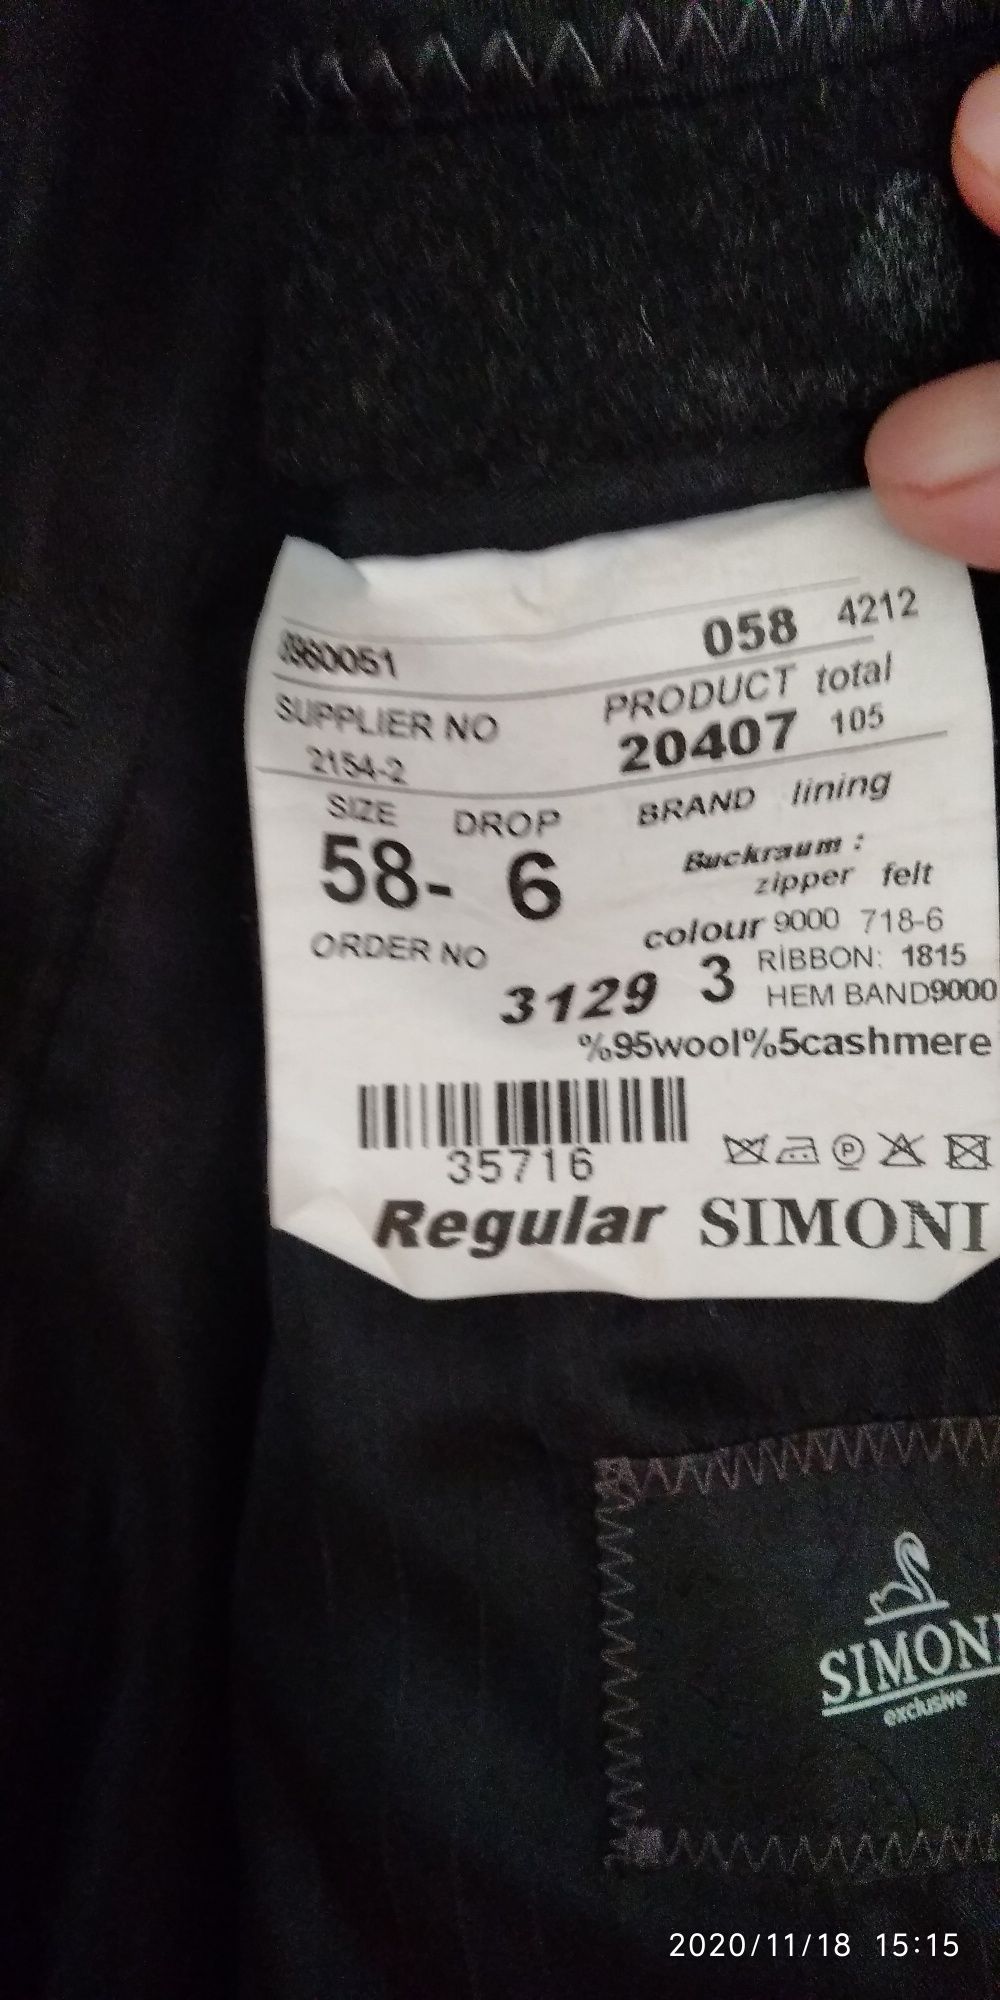 058 4212
SUPPLIER NO PRODUCT total
2154-2 20407 105
SIZE DROP BRAND lining
58- 6 Buckraum :
zipper felt
ORDER NO colour 9000 718-6
3129 3 RİBBON: 1815
HEM BAND9000
%95wool%5cashmere
35716
P
Regular SIMONI
SIMONI
exclusive
2020/11/18 15:15